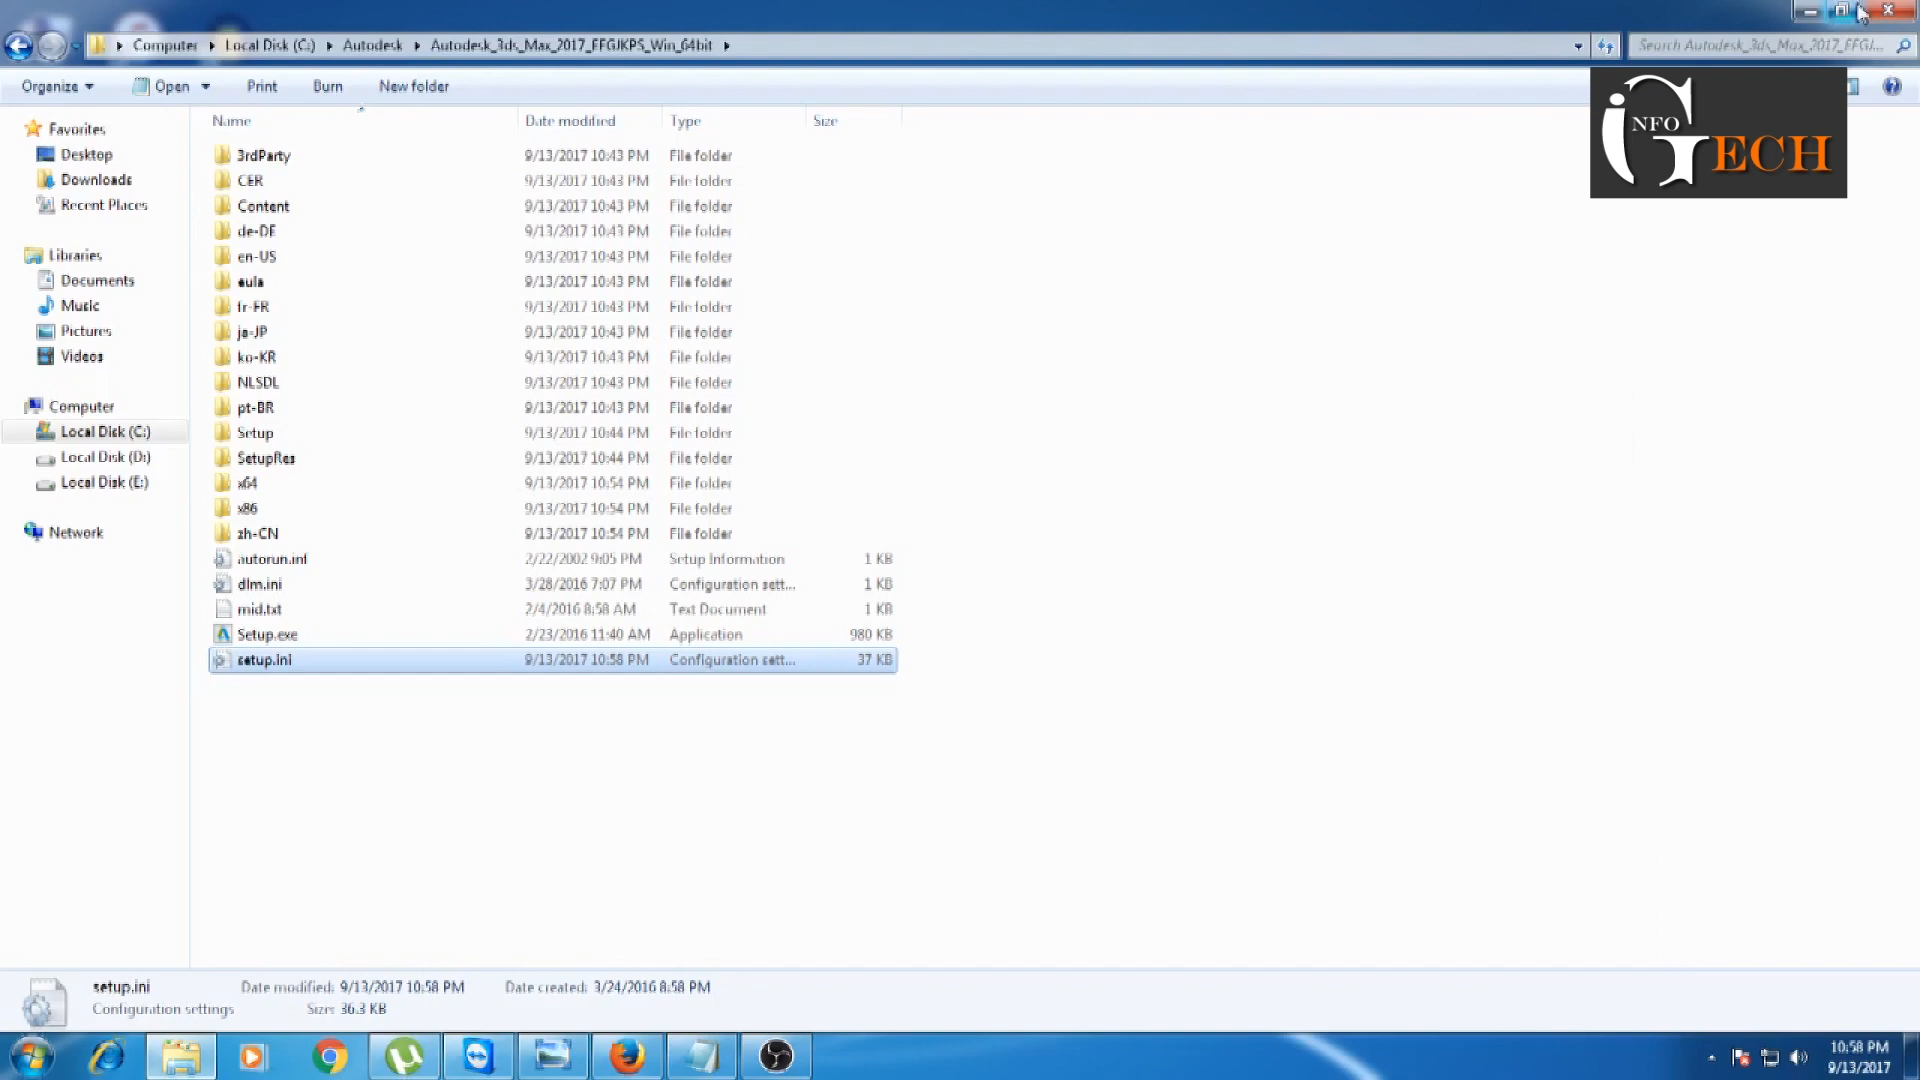 Computer Local Disk (C:) Autodesk Autodesk_3ds_Max_2017_EFGJKPS_Win_64bit
Search Autodesk_3ds_Max_2017_EFGJ...
Organize Open Print Burn New folder
iNFO
GECH
Name Date modified Type Size
Favorites
Desktop
Downloads
Recent Places
Libraries
Documents
Music
Pictures
Videos
Computer
Local Disk (C:)
Local Disk (D:)
Local Disk (E:)
Network
3rdParty 9/13/2017 10:43 PM File folder
CER 9/13/2017 10:43 PM File folder
Content 9/13/2017 10:43 PM File folder
de-DE 9/13/2017 10:43 PM File folder
en-US 9/13/2017 10:43 PM File folder
eula 9/13/2017 10:43 PM File folder
fr-FR 9/13/2017 10:43 PM File folder
ja-JP 9/13/2017 10:43 PM File folder
ko-KR 9/13/2017 10:43 PM File folder
NLSDL 9/13/2017 10:43 PM File folder
pt-BR 9/13/2017 10:43 PM File folder
Setup 9/13/2017 10:44 PM File folder
SetupRes 9/13/2017 10:44 PM File folder
x64 9/13/2017 10:54 PM File folder
x86 9/13/2017 10:54 PM File folder
zh-CN 9/13/2017 10:54 PM File folder
autorun.inf 2/22/2002 9:05 PM Setup Information 1 KB
dlm.ini 3/28/2016 7:07 PM Configuration sett... 1 KB
mid.txt 2/4/2016 8:58 AM Text Document 1 KB
Setup.exe 2/23/2016 11:40 AM Application 980 KB
setup.ini 9/13/2017 10:58 PM Configuration sett... 37 KB
setup.ini Date modified: 9/13/2017 10:58 PM Date created: 3/24/2016 8:58 PM
Configuration settings Size: 36.3 KB
10:58 PM
9/13/2017